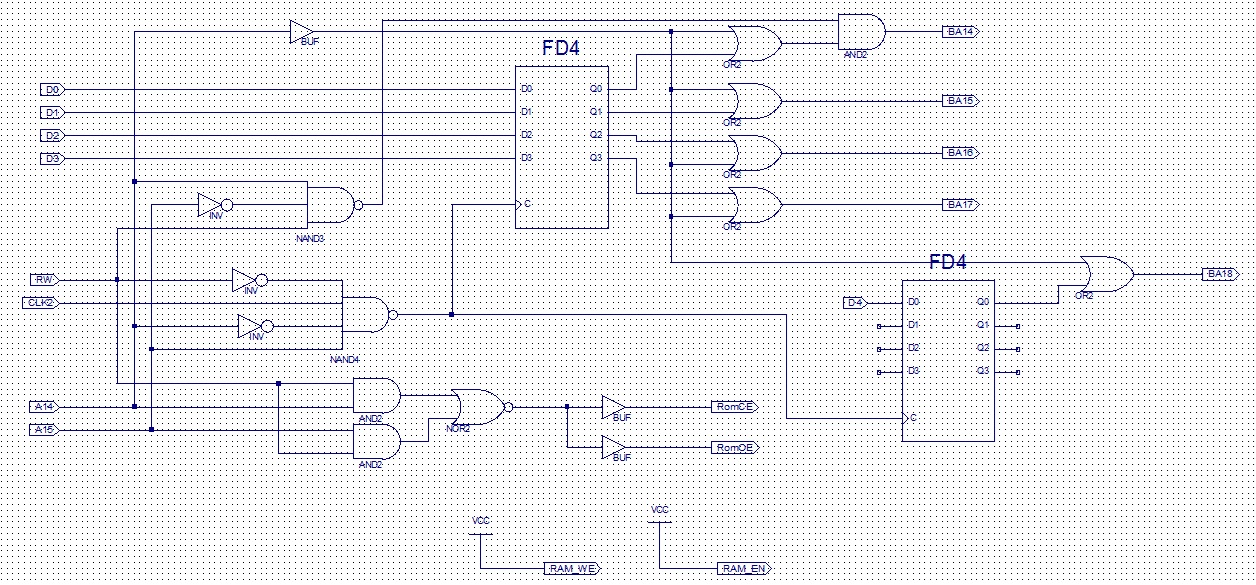 BUF
FD4
OR2
AND2
BA14
D0
D0
Q0
D1
D1
Q1
OR2
BA15
D2
D2
Q2
D3
D3
Q3
OR2
BA16
INV
C
OR2
BA17
NAND3
FD4
RW
INV
OR2
BA18
CLK2
D4
D0
Q0
INV
D1
Q1
NAND4
D2
Q2
D3
Q3
A14
AND2
NOR2
BUF
RomCE
C
A15
AND2
BUF
RomOE
VCC
VCC
RAM_WE
RAM_EN